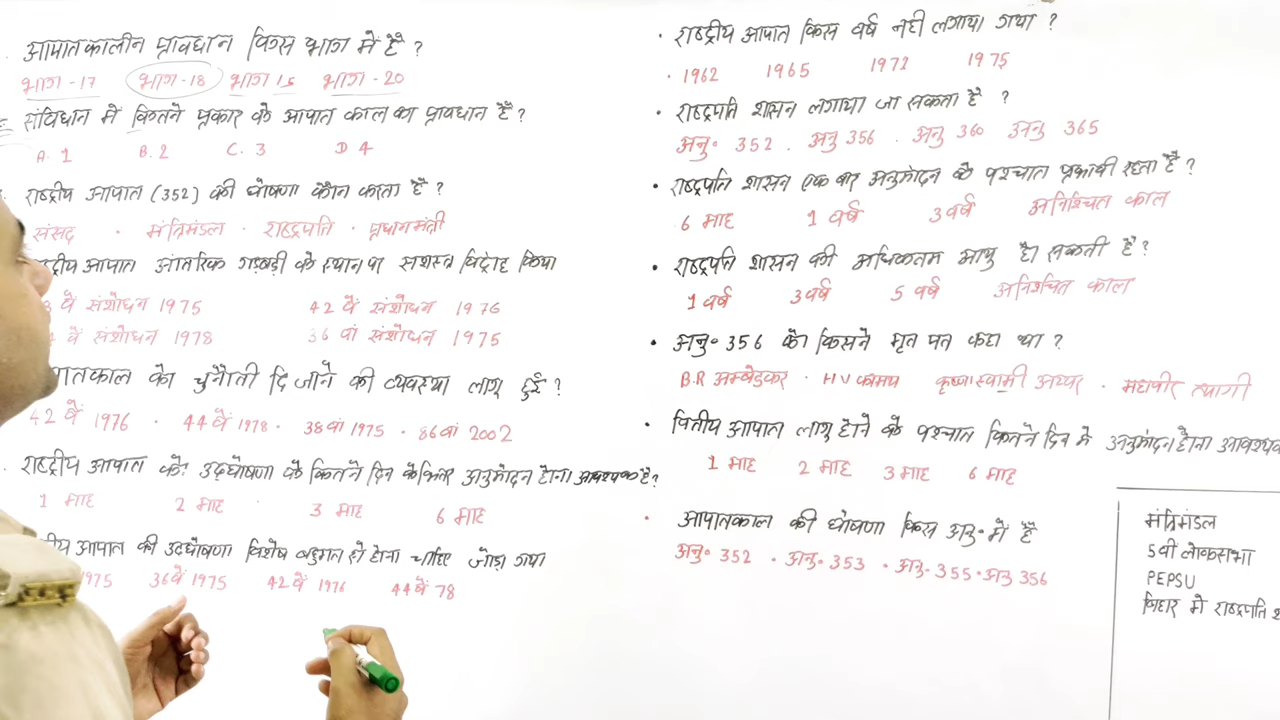 आपातकालीन प्रावधान किस भाग में है ?
भाग -17 भाग -18 भाग 15 भाग - 20
संविधान में कितने प्रकार के आपात काल का प्रावधान है ?
A. 1 B. 2 C. 3 D 4
राष्ट्रीय आपात (352) की घोषणा कौन करता है ?
संसद · मंत्रिमंडल · राष्ट्रपति · प्रधानमंत्री
ष्ट्रीय आपात आंतरिक गडबडी के स्थान पर सशस्त्र विद्रोह किया
वें संशोधन 1975 42 वें संशोधन 1976
वें संशोधन 1978 36 वां संशोधन 1975
पातकाल को चुनौती दि जाने की व्यवस्था लागू हुई ?
42 वें 1976 · 44 वें 1978 · 38 वां 1975 · 86 वां 2002
राष्ट्रीय आपात की उद्घोषणा के कितने दिन के भितर अनुमोदन होना आवश्यक है ?
1 माह 2 माह 3 माह 6 माह
ीय आपात की उद्घोषणा विशेष बहुमत से होना चाहिए जोड़ा गया
1975 36 वें 1975 42 वें 1976 44 वें 78
· राष्ट्रीय आपात किस वर्ष नही लगाया गया ?
· 1962 1965 1971 1975
· राष्ट्रपति शासन लगाया जा सकता है ?
अनु॰ 352 . अनु 356 . अनु 360 अनु 365
· राष्ट्रपति शासन एक बार अनुमोदन के पश्चात प्रभावी रहता है ?
6 माह 1 वर्ष 3 वर्ष अनिश्चित काल
· राष्ट्रपति शासन की अधिकतम आयु हो सकती है ?
1 वर्ष 3 वर्ष 5 वर्ष अनिश्चित काल
· अनु॰ 356 को किसने मृत पत्र कहा था ?
B.R अम्बेडकर · H V कामथ कृष्णा स्वामी अय्यर · महावीर त्यागी
· वित्तीय आपात लागू होने के पश्चात कितने दिन मे अनुमोदन होना आवश्यक
1 माह 2 माह 3 माह 6 माह
· आपातकाल की घोषणा किस अनु॰ में है
अनु॰ 352 · अनु॰ 353 · अनु॰ 355 · अनु 356
मंत्रिमंडल
5 वी लोकसभा
PEPSU
बिहार मे राष्ट्रपति